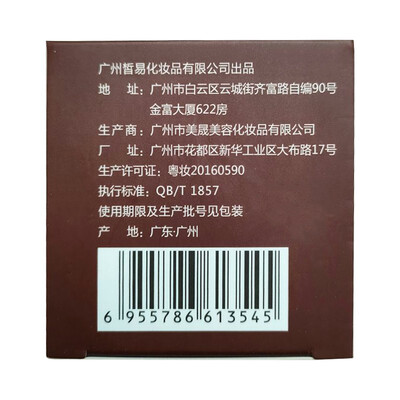 广州皙易化妆品有限公司出品
地 址：广州市白云区云城街齐富路自编90号
金富大厦622房
生产商：广州市美晟美容化妆品有限公司
厂 址：广州市花都区新华工业区大布路17号
生产许可证：粤妆20160590
执行标准：QB/T 1857
使用期限及生产批号见包装
产 地：广东·广州
6 955786 613545